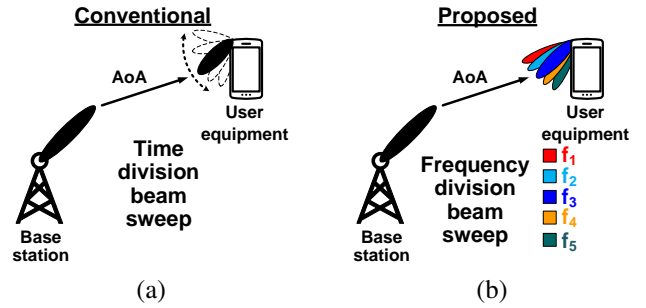 Conventional
AoA
User
equipment
Time
division
beam
sweep
Base
station
(a)
Proposed
AoA
User
equipment
Frequency
division
beam
sweep
f1
f2
f3
f4
f5
Base
station
(b)